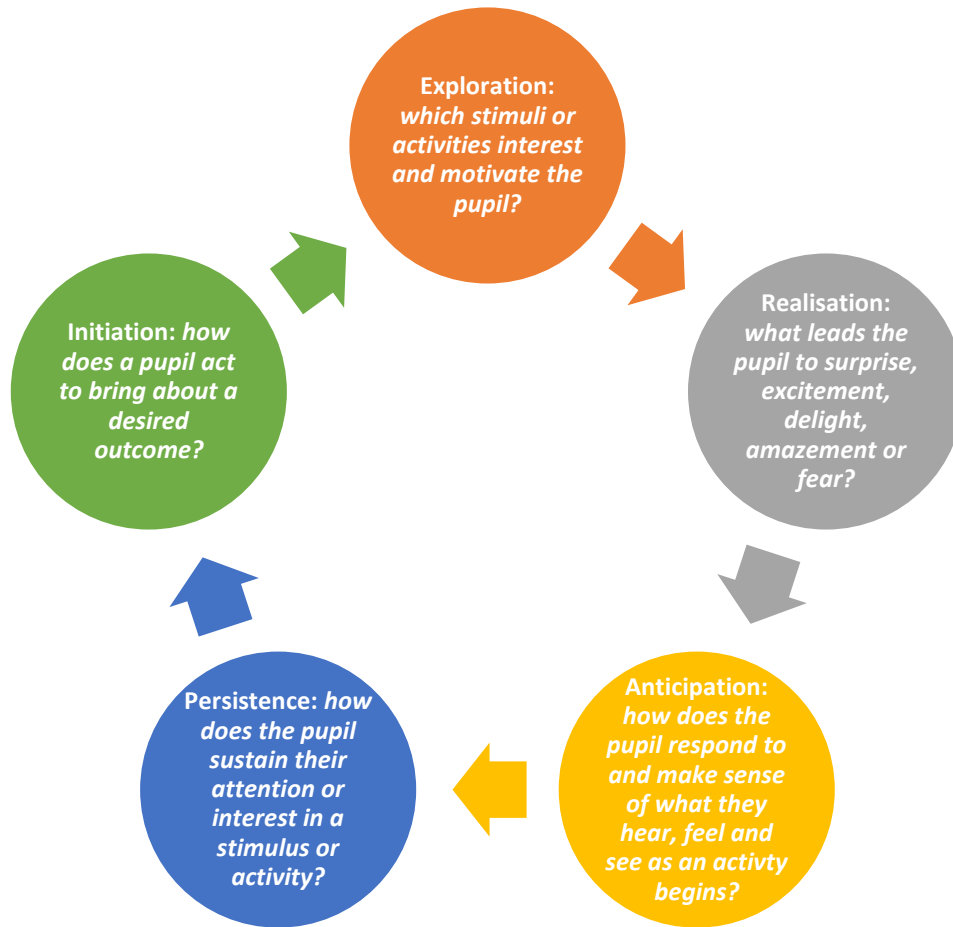 Exploration:
which stimuli or
activities interest
and motivate the
pupil?
Realisation:
what leads the
pupil to surprise,
excitement,
delight,
amazement or
fear?
Anticipation:
how does the
pupil respond to
and make sense
of what they
hear, feel and
see as an activty
begins?
Persistence: how
does the pupil
sustain their
attention or
interest in a
stimulus or
activity?
Initiation: how
does a pupil act
to bring about a
desired
outcome?